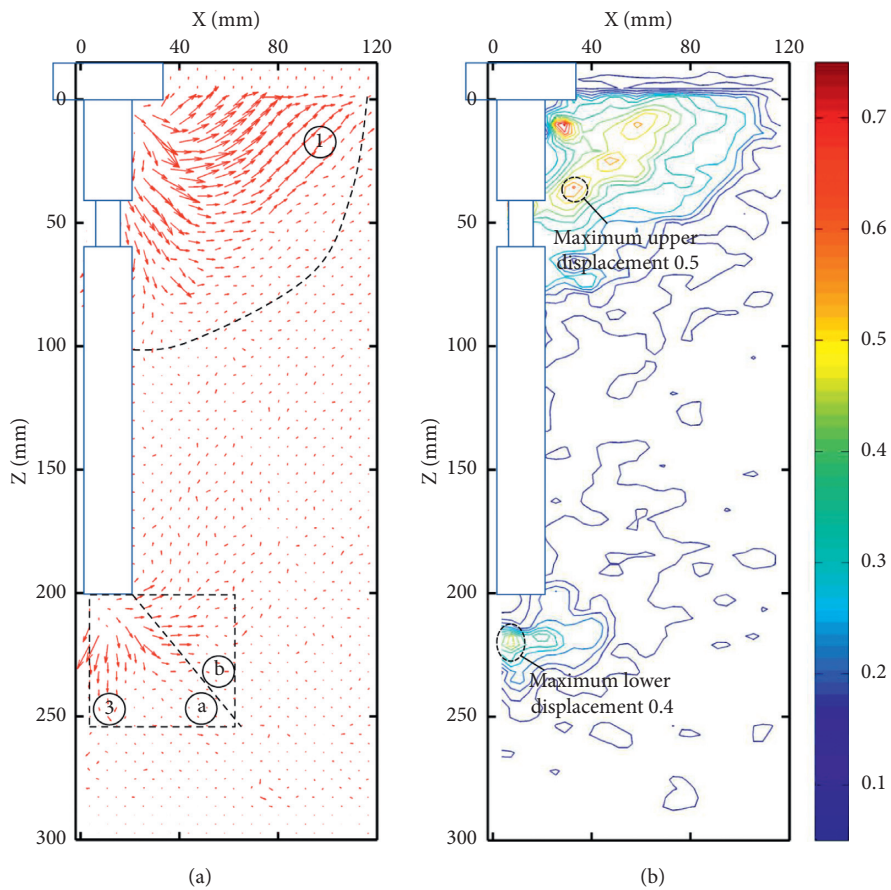 X (mm)
0 40 80 120
0
50
100
150
200
250
300
Z (mm)
1
b
3
a
(a)
X (mm)
0 40 80 120
0
50
100
150
200
250
300
Z (mm)
Maximum upper
displacement 0.5
Maximum lower
displacement 0.4
(b)
0.7
0.6
0.5
0.4
0.3
0.2
0.1